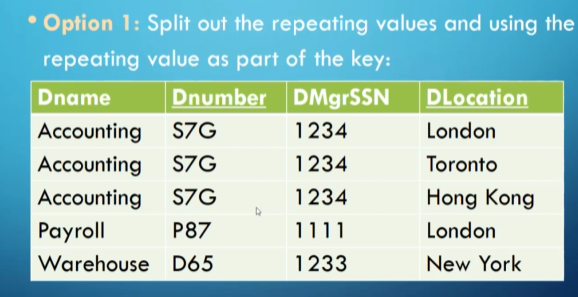 • Option 1: Split out the repeating values and using the
repeating value as part of the key:
Dname Dnumber DMgrSSN DLocation
Accounting S7G 1234 London
Accounting S7G 1234 Toronto
Accounting S7G 1234 Hong Kong
Payroll P87 1111 London
Warehouse D65 1233 New York